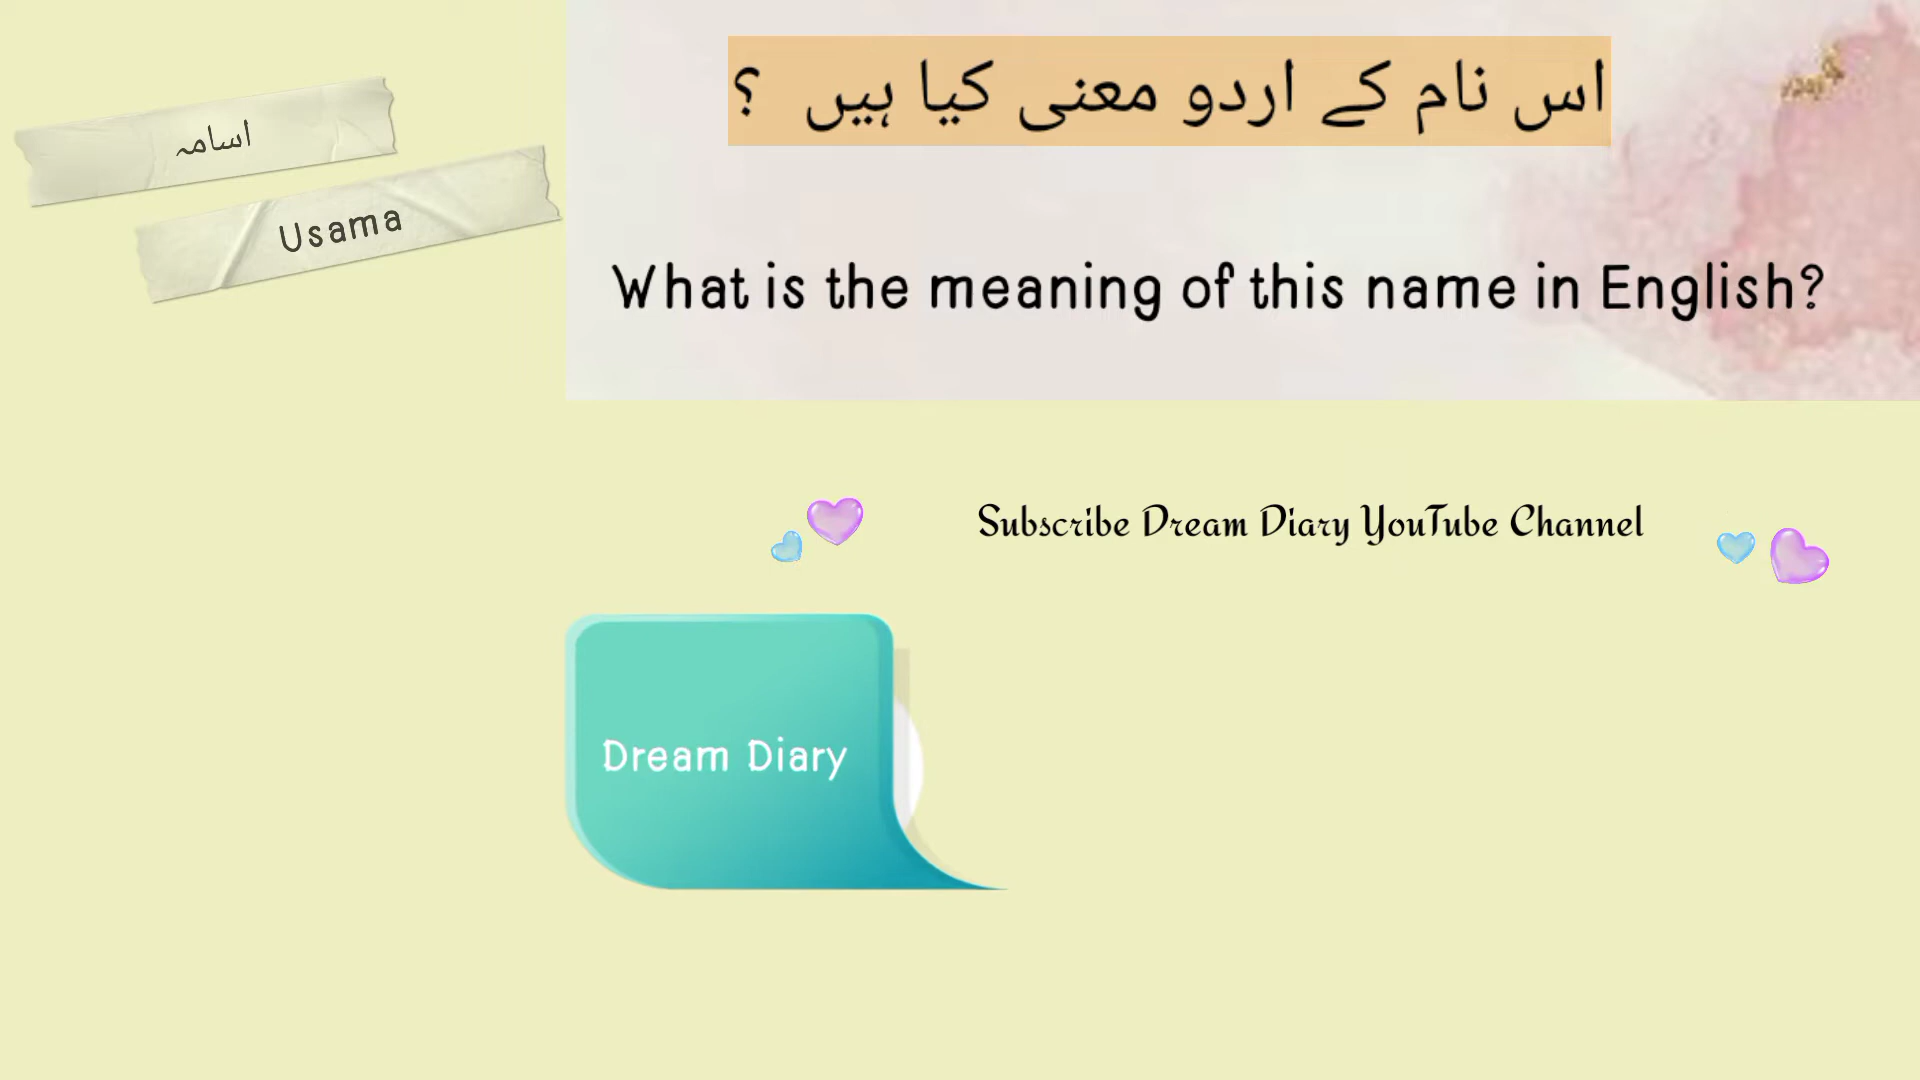 اس نام کے اردو معنی کیا ہیں ؟
اسامہ
Usama
What is the meaning of this name in English?
Subscribe Dream Diary YouTube Channel
Dream Diary